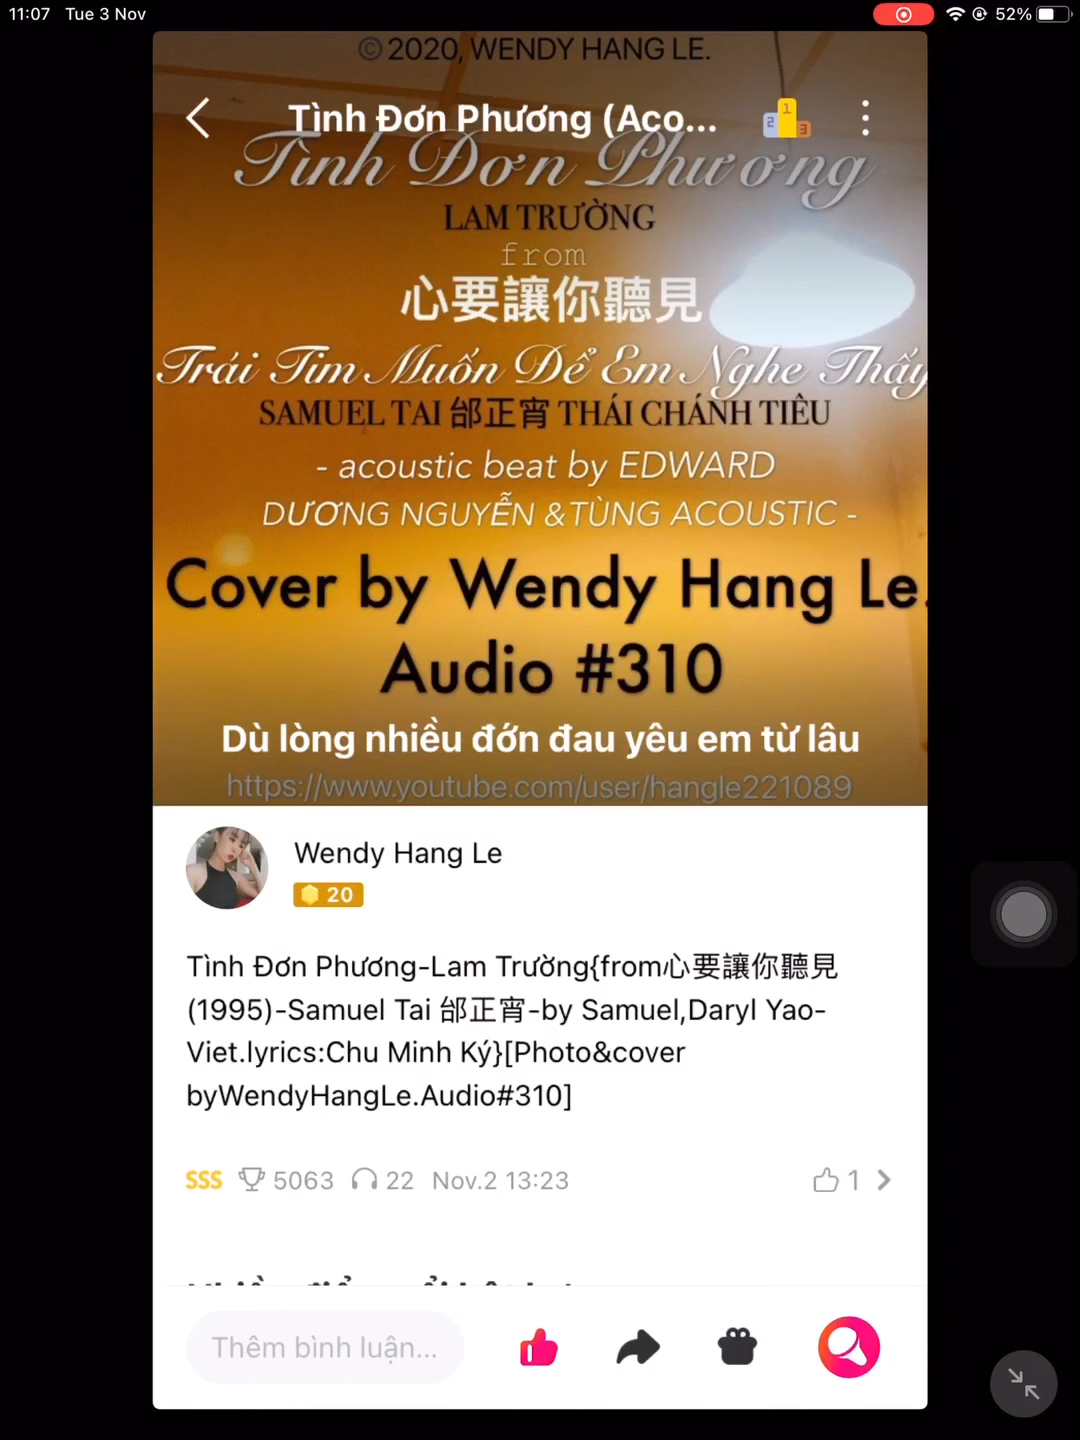 11:07 Tue 3 Nov
52%
© 2020, WENDY HANG LE.
Tình Đơn Phương (Aco...
1
2
3
Tình Đơn Phương
LAM TRƯỜNG
from
心要讓你聽見
Trái Tim Muốn Để Em Nghe Thấy
SAMUEL TAI 邰正宵 THÁI CHÁNH TIÊU
- acoustic beat by EDWARD
DƯƠNG NGUYỄN &TÙNG ACOUSTIC -
Cover by Wendy Hang Le.
Audio #310
Dù lòng nhiều đớn đau yêu em từ lâu
https://www.youtube.com/user/hangle221089
Wendy Hang Le
20
Tình Đơn Phương-Lam Trường{from心要讓你聽見
(1995)-Samuel Tai 邰正宵-by Samuel,Daryl Yao-
Viet.lyrics:Chu Minh Ký}[Photo&cover
byWendyHangLe.Audio#310]
SSS 5063 22 Nov.2 13:23 1
Thêm bình luận...